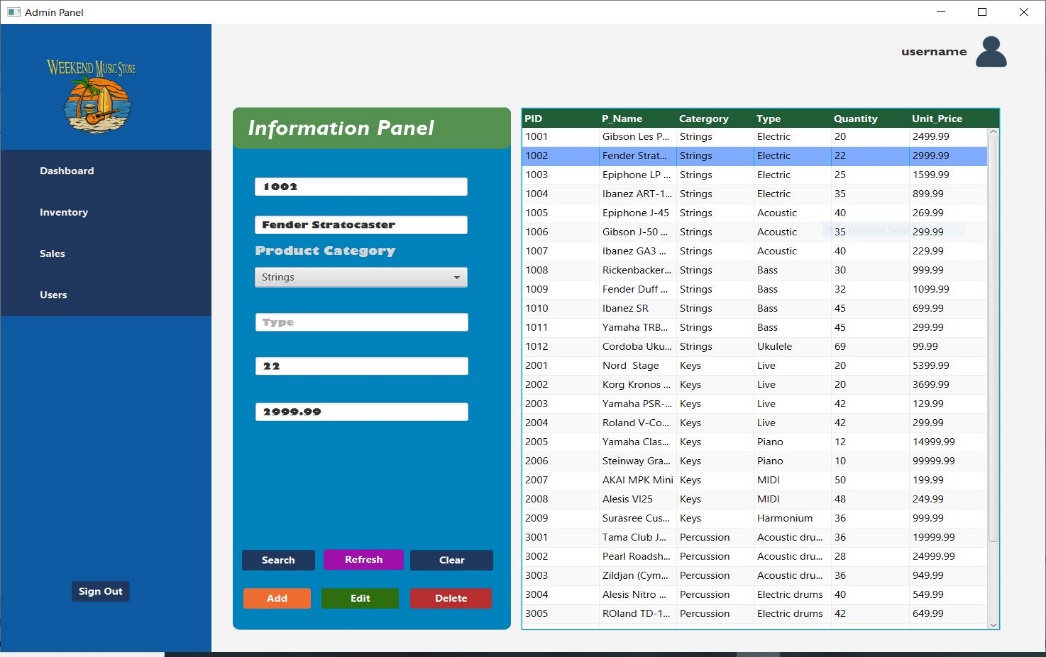 Admin Panel
WEEKEND MUSIC STORE
username
Dashboard
Inventory
Sales
Users
Sign Out
Information Panel
1002
Fender Stratocaster
Product Category
Strings
Type
22
2999.99
Search Refresh Clear
Add Edit Delete
PID P_Name Catergory Type Quantity Unit_Price
1001 Gibson Les P... Strings Electric 20 2499.99
1002 Fender Strat... Strings Electric 22 2999.99
1003 Epiphone LP ... Strings Electric 25 1599.99
1004 Ibanez ART-1... Strings Electric 35 899.99
1005 Epiphone J-45 Strings Acoustic 40 269.99
1006 Gibson J-50 ... Strings Acoustic 35 299.99
1007 Ibanez GA3 ... Strings Acoustic 40 229.99
1008 Rickenbacker... Strings Bass 30 999.99
1009 Fender Duff ... Strings Bass 32 1099.99
1010 Ibanez SR Strings Bass 45 699.99
1011 Yamaha TRB... Strings Bass 45 299.99
1012 Cordoba Uku... Strings Ukulele 69 99.99
2001 Nord Stage Keys Live 20 5399.99
2002 Korg Kronos ... Keys Live 20 3699.99
2003 Yamaha PSR-... Keys Live 42 129.99
2004 Roland V-Co... Keys Live 42 299.99
2005 Yamaha Clas... Keys Piano 12 14999.99
2006 Steinway Gra... Keys Piano 10 99999.99
2007 AKAI MPK Mini Keys MIDI 50 199.99
2008 Alesis VI25 Keys MIDI 48 249.99
2009 Surasree Cus... Keys Harmonium 36 999.99
3001 Tama Club J... Percussion Acoustic dru... 36 19999.99
3002 Pearl Roadsh... Percussion Acoustic dru... 28 24999.99
3003 Zildjan (Cym... Percussion Acoustic dru... 36 949.99
3004 Alesis Nitro ... Percussion Electric drums 40 549.99
3005 ROland TD-1... Percussion Electric drums 42 649.99